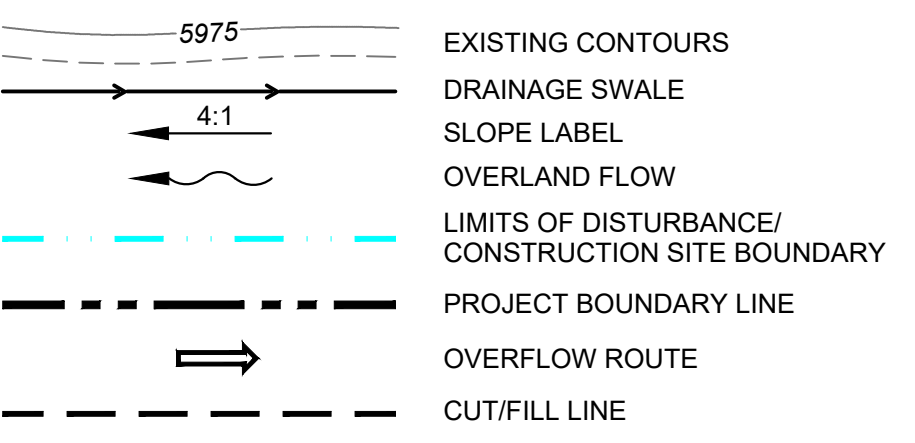 5975
EXISTING CONTOURS
DRAINAGE SWALE
4:1
SLOPE LABEL
OVERLAND FLOW
LIMITS OF DISTURBANCE/
CONSTRUCTION SITE BOUNDARY
PROJECT BOUNDARY LINE
OVERFLOW ROUTE
CUT/FILL LINE